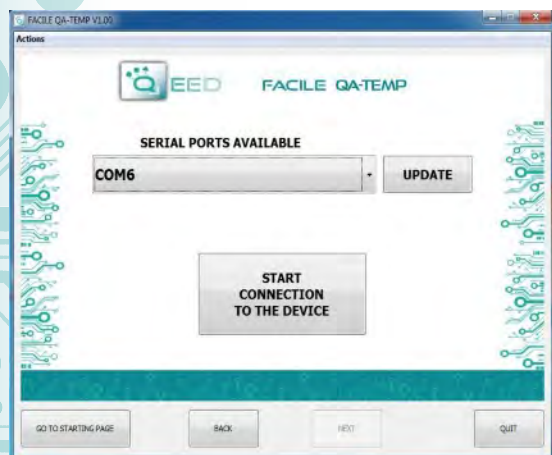 FACILE QA-TEMP V1.00
Actions
QEED FACILE QA-TEMP
SERIAL PORTS AVAILABLE
COM6 UPDATE
START
CONNECTION
TO THE DEVICE
GO TO STARTING PAGE BACK NEXT QUIT